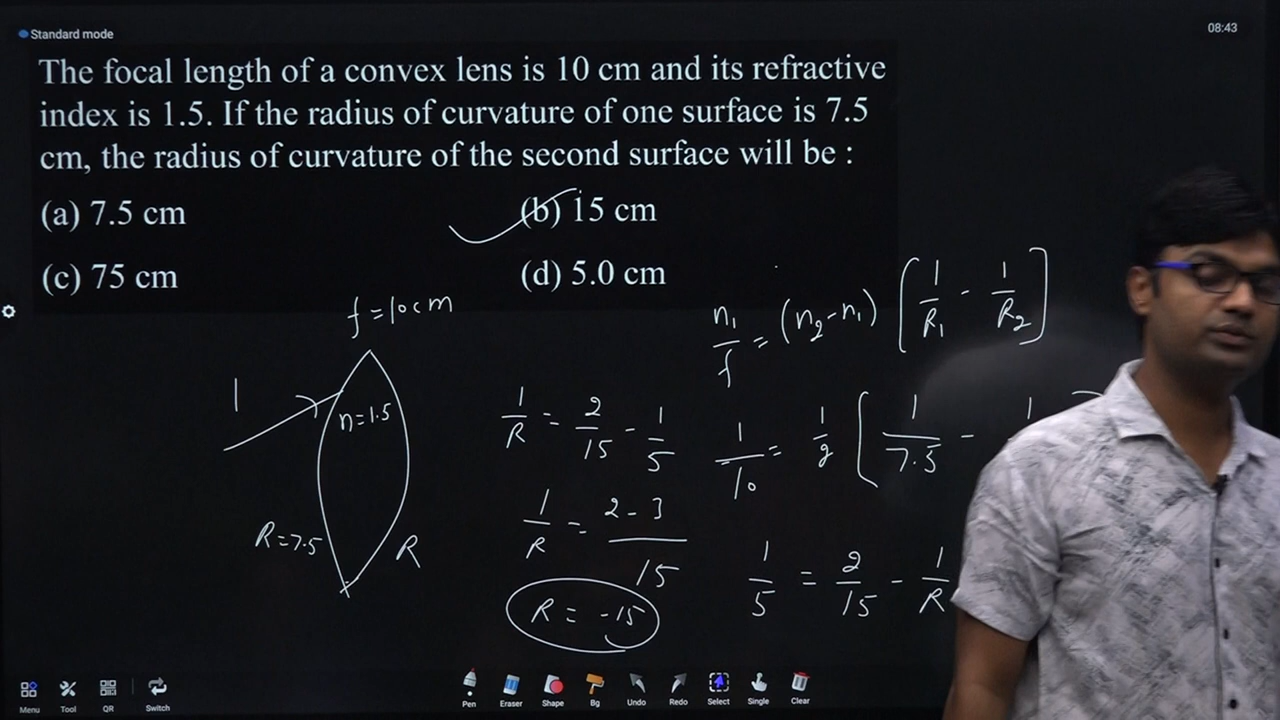 Standard mode
08:43
The focal length of a convex lens is 10 cm and its refractive
index is 1.5. If the radius of curvature of one surface is 7.5
cm, the radius of curvature of the second surface will be :
(a) 7.5 cm
(b) 15 cm
(c) 75 cm
(d) 5.0 cm
f = 10cm
1
n=1.5
R=7.5
R
n₁/f = (n₂-n₁) [1/R₁ - 1/R₂]
1/10 = 1/2 [1/7.5 - 1
1/5 = 2/15 - 1/R
1/R = 2/15 - 1/5
1/R = 2-3/15
R = -15
Menu Tool QR Switch Pen Eraser Shape Bg Undo Redo Select Single Clear